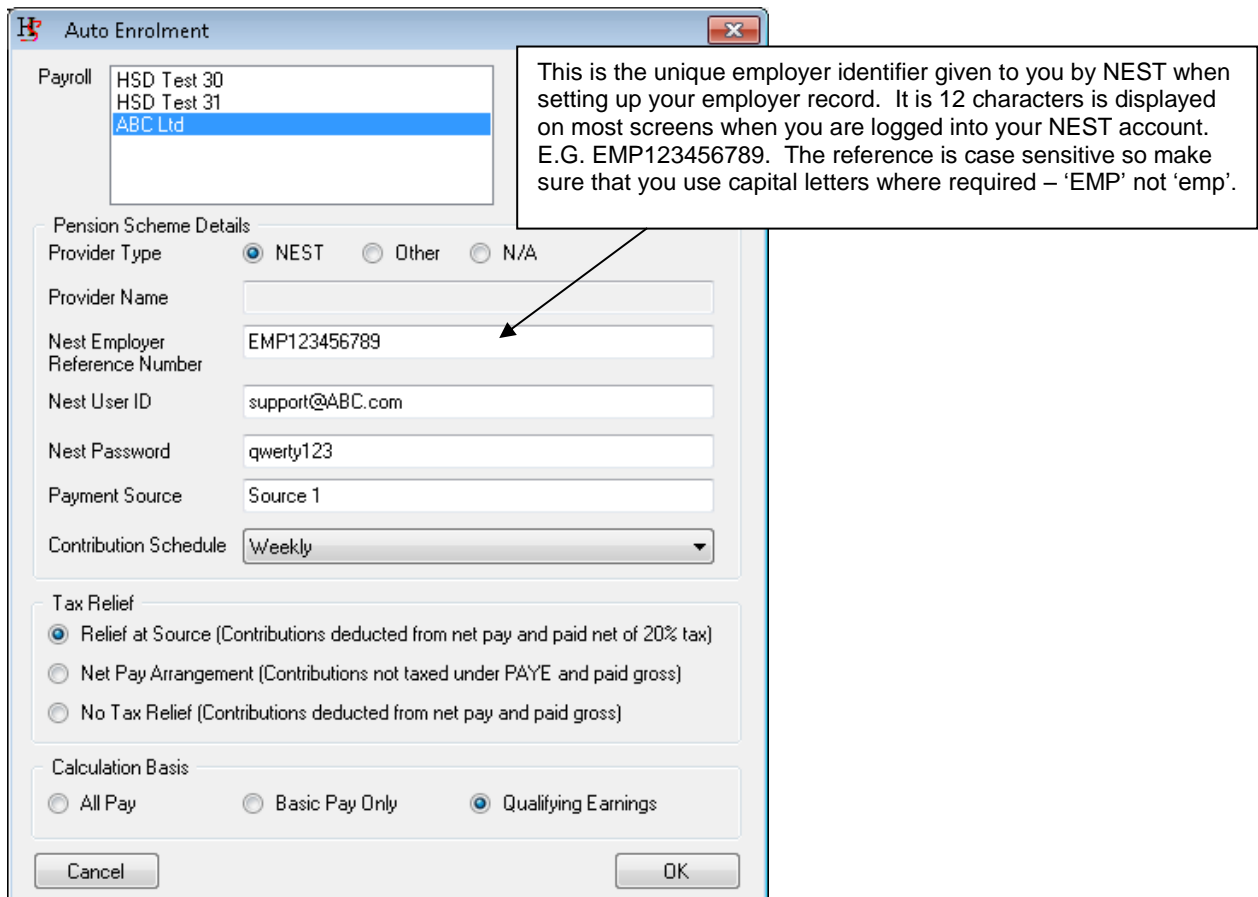 HS Auto Enrolment
This is the unique employer identifier given to you by NEST when
setting up your employer record.  It is 12 characters is displayed
on most screens when you are logged into your NEST account.
E.G. EMP123456789.  The reference is case sensitive so make
sure that you use capital letters where required – ‘EMP’ not ‘emp’.
Payroll
HSD Test 30
HSD Test 31
ABC Ltd
Pension Scheme Details
Provider Type NEST Other N/A
Provider Name
Nest Employer
Reference Number
EMP123456789
Nest User ID support@ABC.com
Nest Password qwerty123
Payment Source Source 1
Contribution Schedule Weekly
Tax Relief
Relief at Source (Contributions deducted from net pay and paid net of 20% tax)
Net Pay Arrangement (Contributions not taxed under PAYE and paid gross)
No Tax Relief (Contributions deducted from net pay and paid gross)
Calculation Basis
All Pay Basic Pay Only Qualifying Earnings
Cancel OK